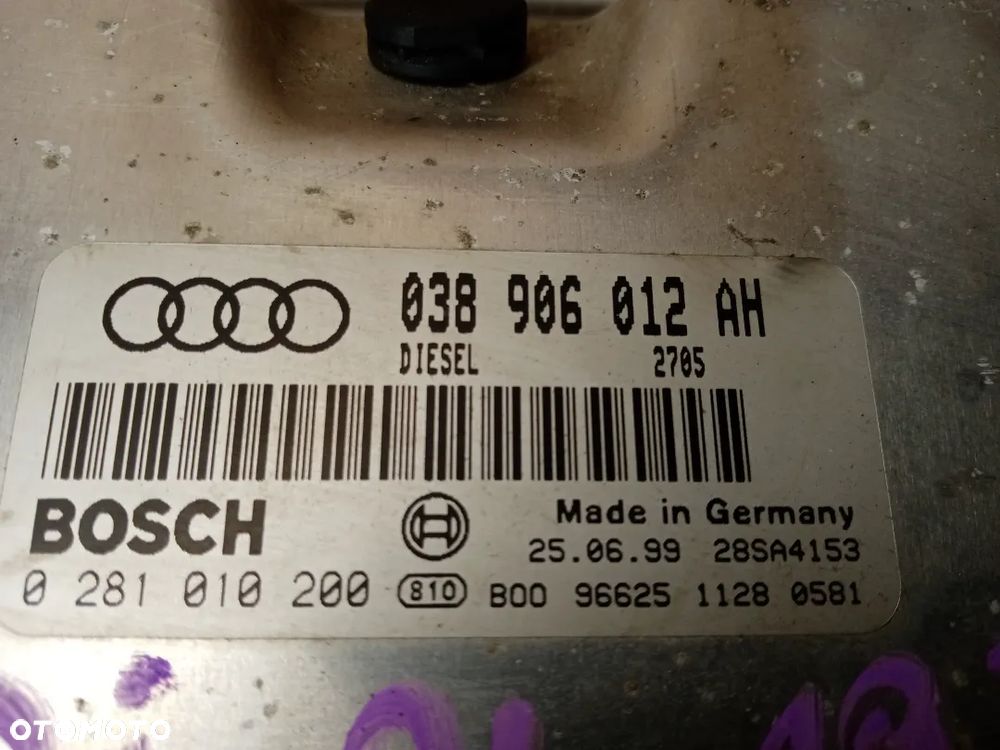 038 906 012 AH
DIESEL 2705
BOSCH
Made in Germany
25.06.99 28SA4153
0 281 010 200 810 B00 96625 1128 0581
OTOMOTO